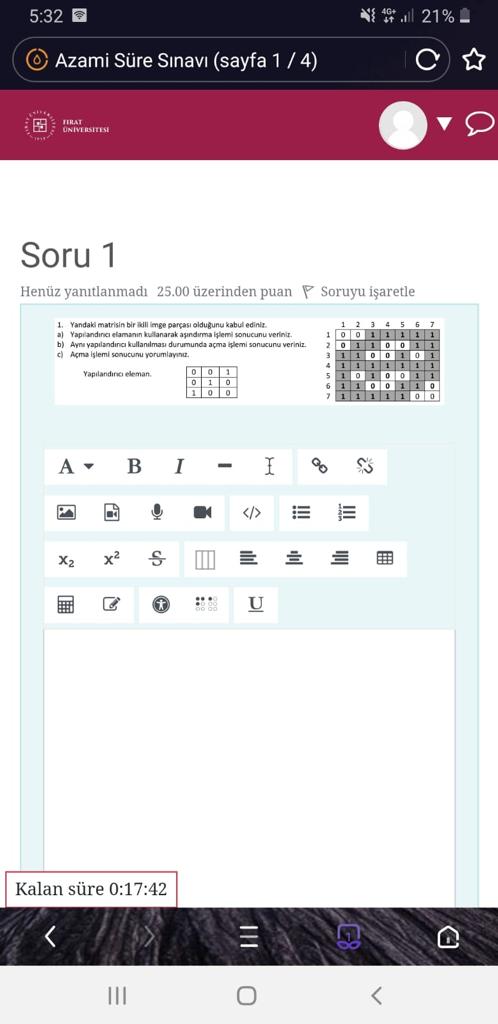 5:32
4G+
21%
Azami Süre Sınavı (sayfa 1 / 4)
FIRAT
ÜNİVERSİTESİ
Soru 1
Henüz yanıtlanmadı 25.00 üzerinden puan Soruyu işaretle
1. Yandaki matrisin bir ikili imge parçası olduğunu kabul ediniz.
a) Yapılandırıcı elamanın kullanarak aşındırma işlemi sonucunu veriniz.
b) Aynı yapılandırıcı kullanılması durumunda açma işlemi sonucunu veriniz.
c) Açma işlemi sonucunu yorumlayınız.
Yapılandırıcı eleman.
0 0 1
0 1 0
1 0 0
1 2 3 4 5 6 7
1 0 0 1 1 1 1 1
2 0 1 1 0 0 1 1
3 1 1 0 0 1 0 1
4 1 1 1 1 1 1 1
5 1 0 1 0 0 1 1
6 1 1 0 0 1 1 0
7 1 1 1 1 1 0 0
A B I
</>
x₂ x² S
U
Kalan süre 0:17:42
1